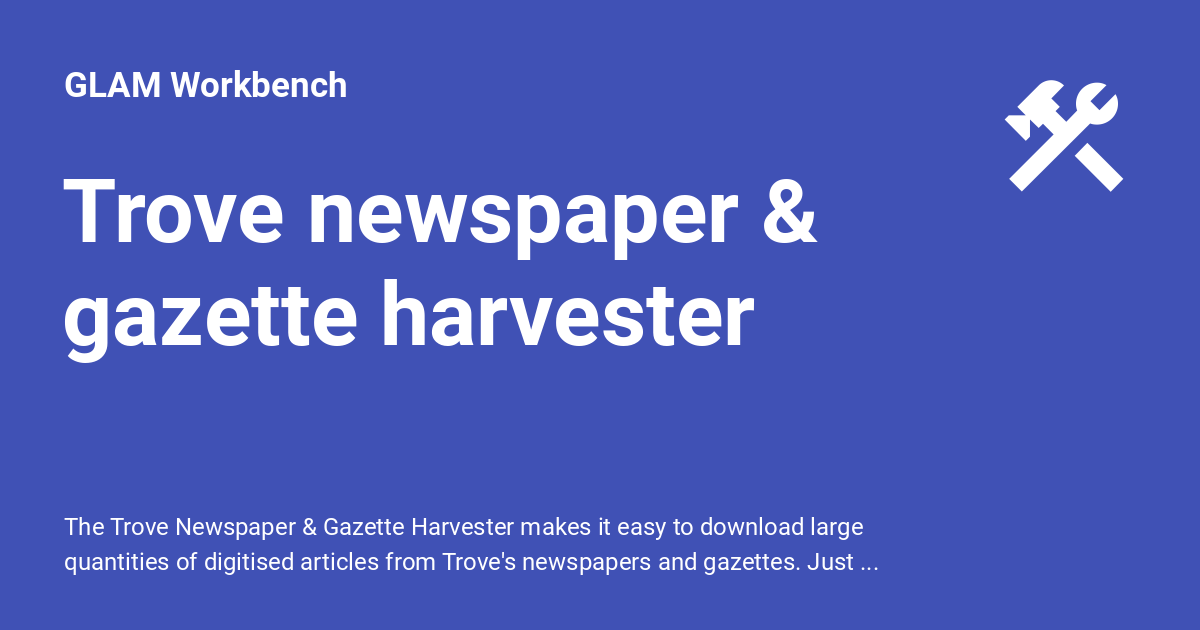 GLAM Workbench
Trove newspaper &
gazette harvester
The Trove Newspaper & Gazette Harvester makes it easy to download large
quantities of digitised articles from Trove's newspapers and gazettes. Just ...